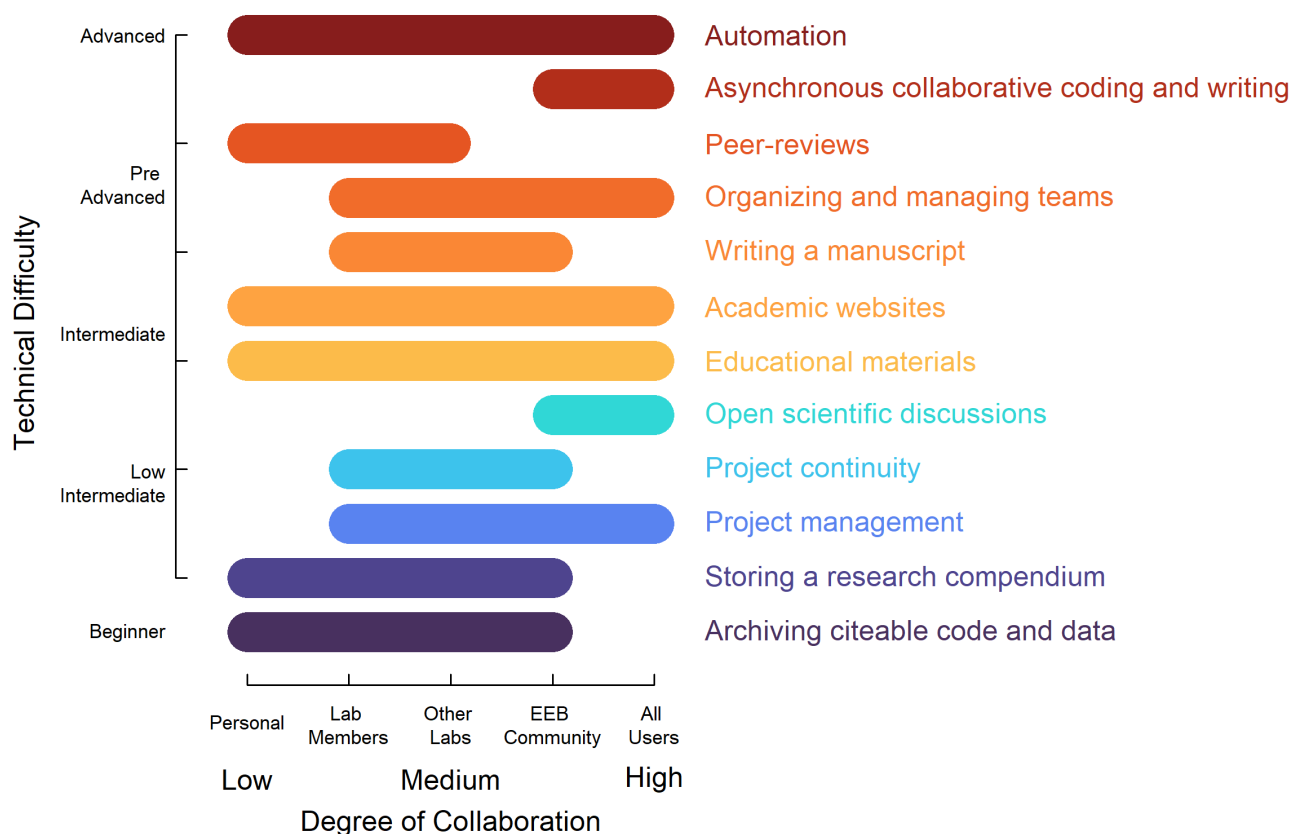 Advanced
Automation
Asynchronous collaborative coding and writing
Peer-reviews
Pre
Advanced
Organizing and managing teams
Writing a manuscript
Technical Difficulty
Academic websites
Intermediate
Educational materials
Open scientific discussions
Low
Intermediate
Project continuity
Project management
Storing a research compendium
Beginner
Archiving citeable code and data
Personal
Lab
Members
Other
Labs
EEB
Community
All
Users
Low
Medium
High
Degree of Collaboration